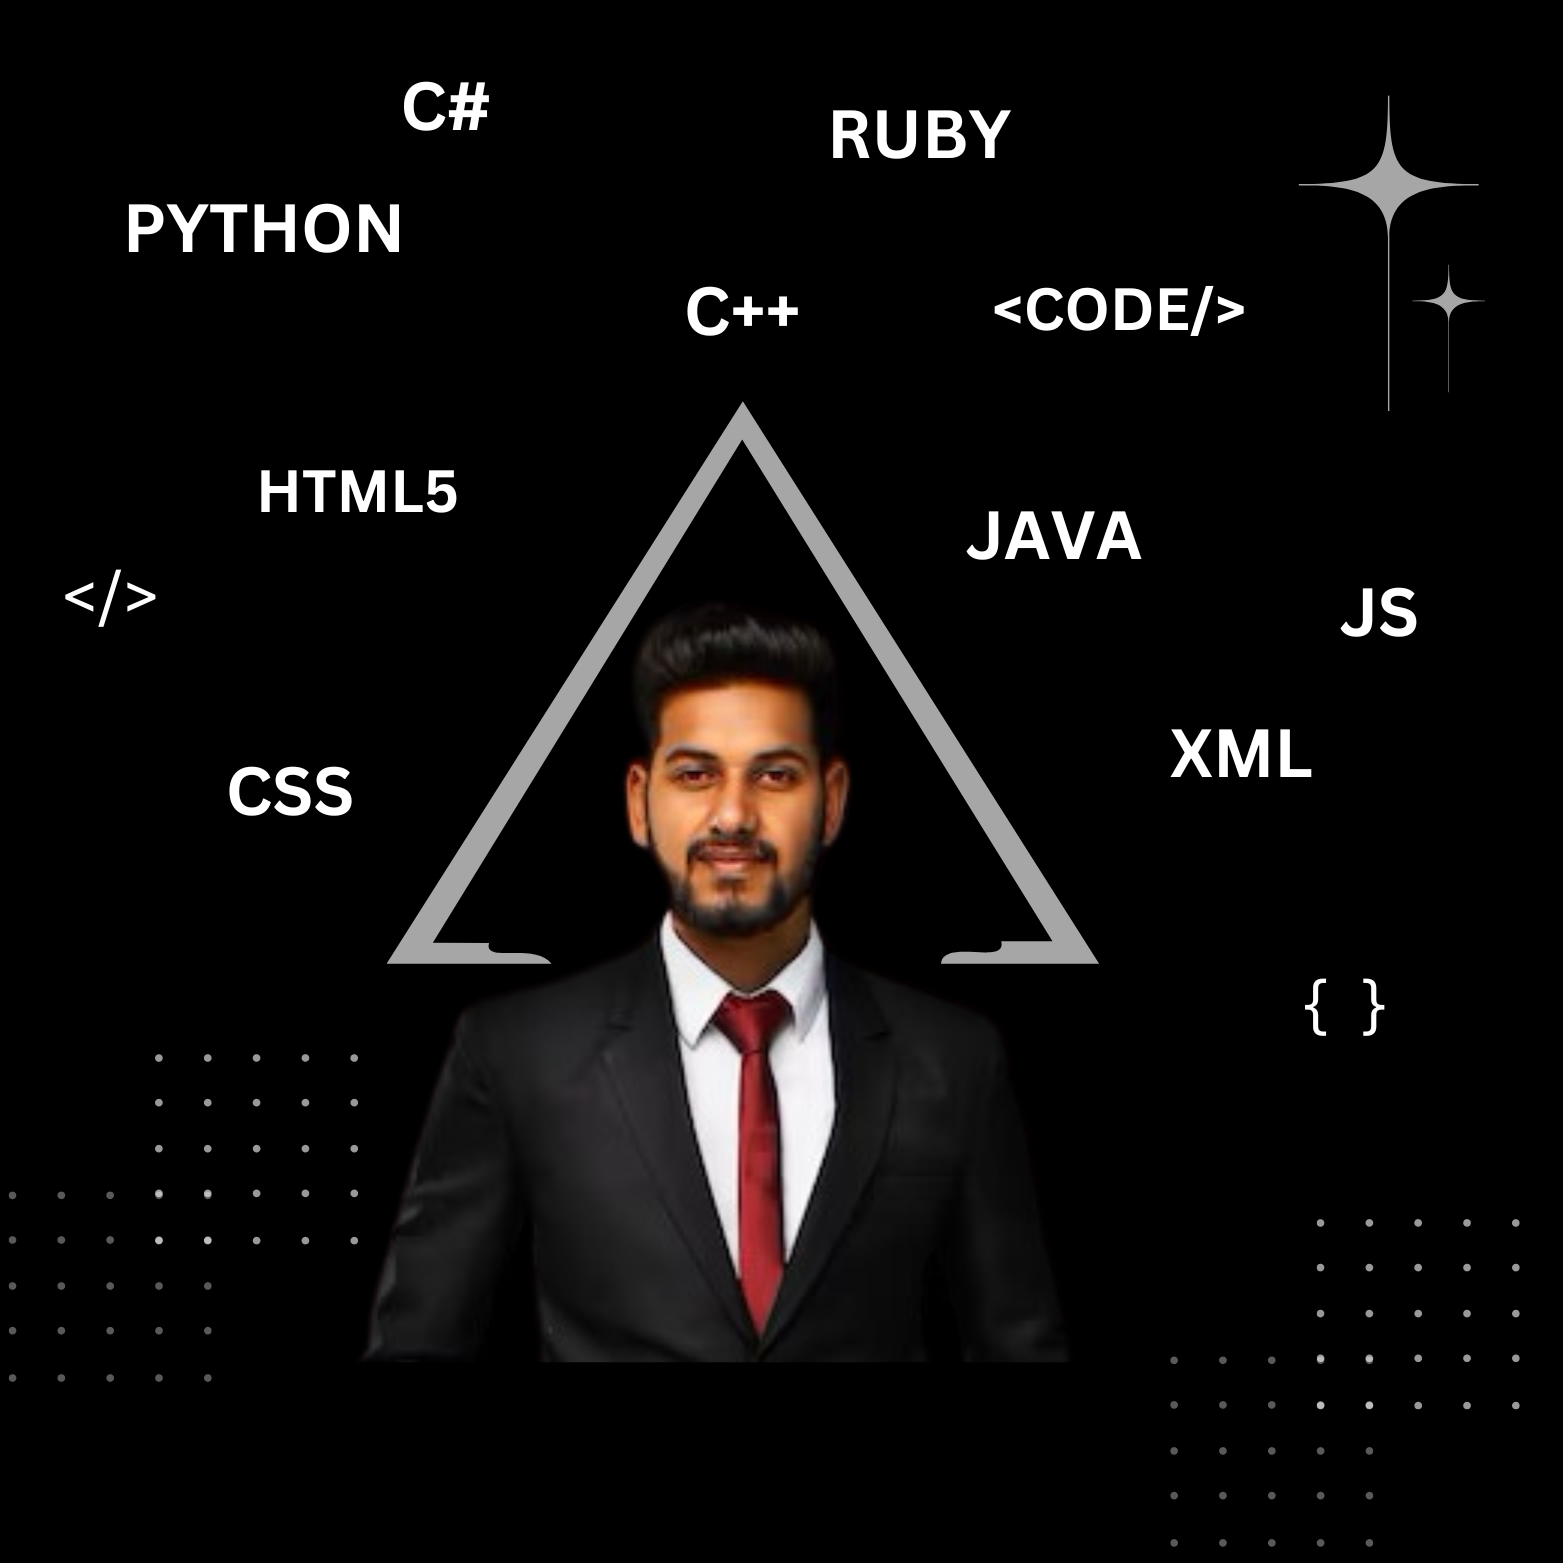 C#
RUBY
PYTHON
C++
<CODE/>
HTML5
JAVA
</>
JS
XML
CSS
{ }